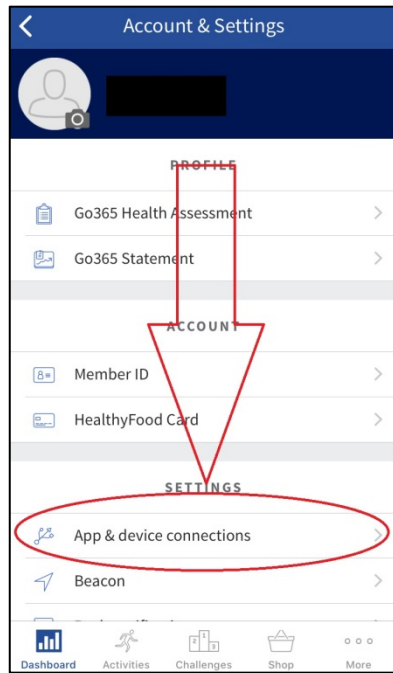 Account & Settings
PROFILE
Go365 Health Assessment
Go365 Statement
ACCOUNT
Member ID
HealthyFood Card
SETTINGS
App & device connections
Beacon
Dashboard Activities Challenges Shop More